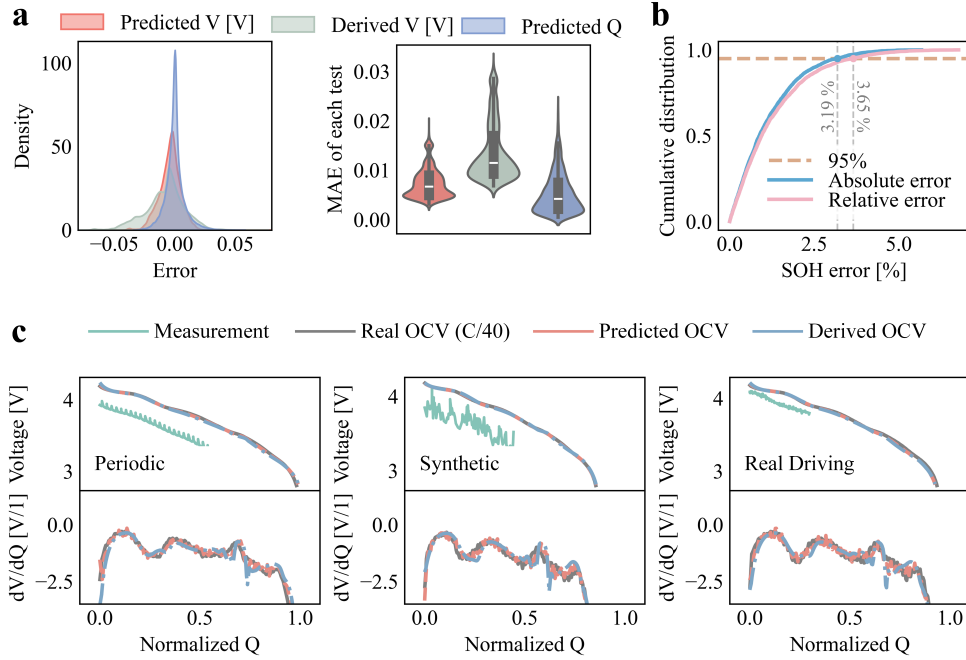 a
Predicted V [V]
Derived V [V]
Predicted Q
Density
100
50
0
−0.05
0.00
0.05
Error
MAE of each test
0.03
0.02
0.01
0.00
b
Cumulative distribution
1.0
0.5
0.0
3.19 %
3.65 %
95%
Absolute error
Relative error
0.0
2.5
5.0
SOH error [%]
c
Measurement
Real OCV (C/40)
Predicted OCV
Derived OCV
Voltage [V]
4
3
Periodic
dV/dQ [V/1]
0.0
−2.5
0.0
0.5
1.0
Normalized Q
Voltage [V]
4
3
Synthetic
dV/dQ [V/1]
0.0
−2.5
0.0
0.5
1.0
Normalized Q
Voltage [V]
4
3
Real Driving
dV/dQ [V/1]
0.0
−2.5
0.0
0.5
1.0
Normalized Q